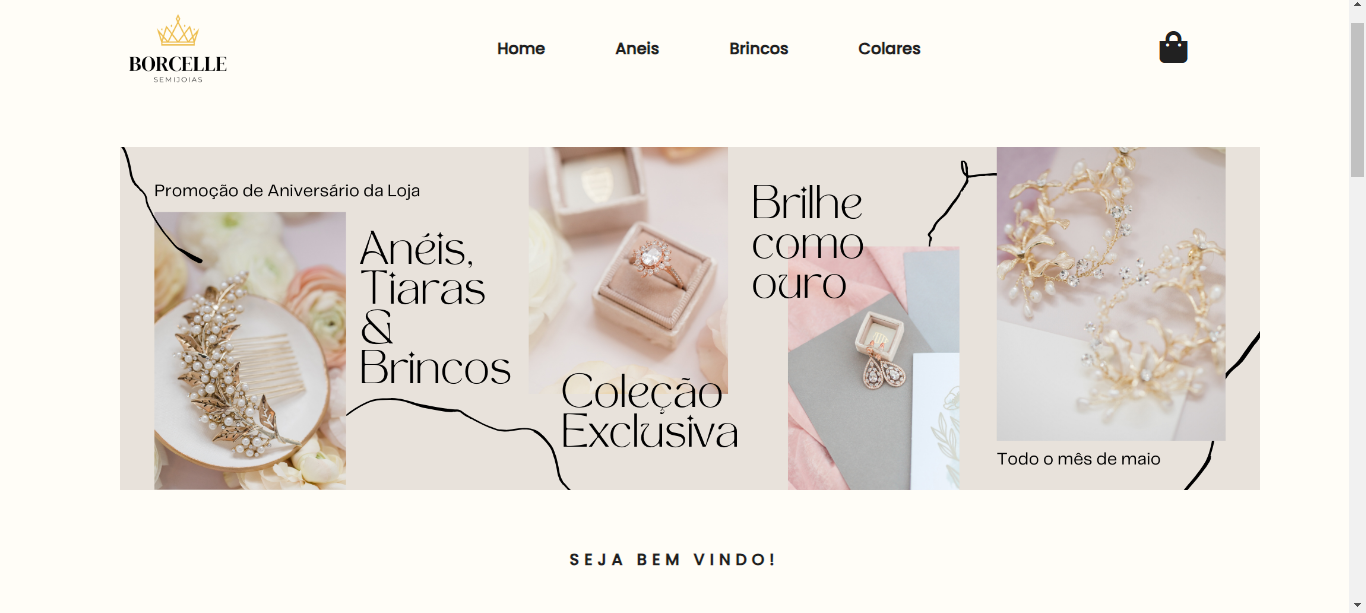 BORCELLE
SEMIJOIAS
Home
Aneis
Brincos
Colares
Promoção de Aniversário da Loja
Anéis,
Tiaras
&
Brincos
Coleção
Exclusiva
Brilhe
como
ouro
Todo o mês de maio
SEJA BEM VINDO!